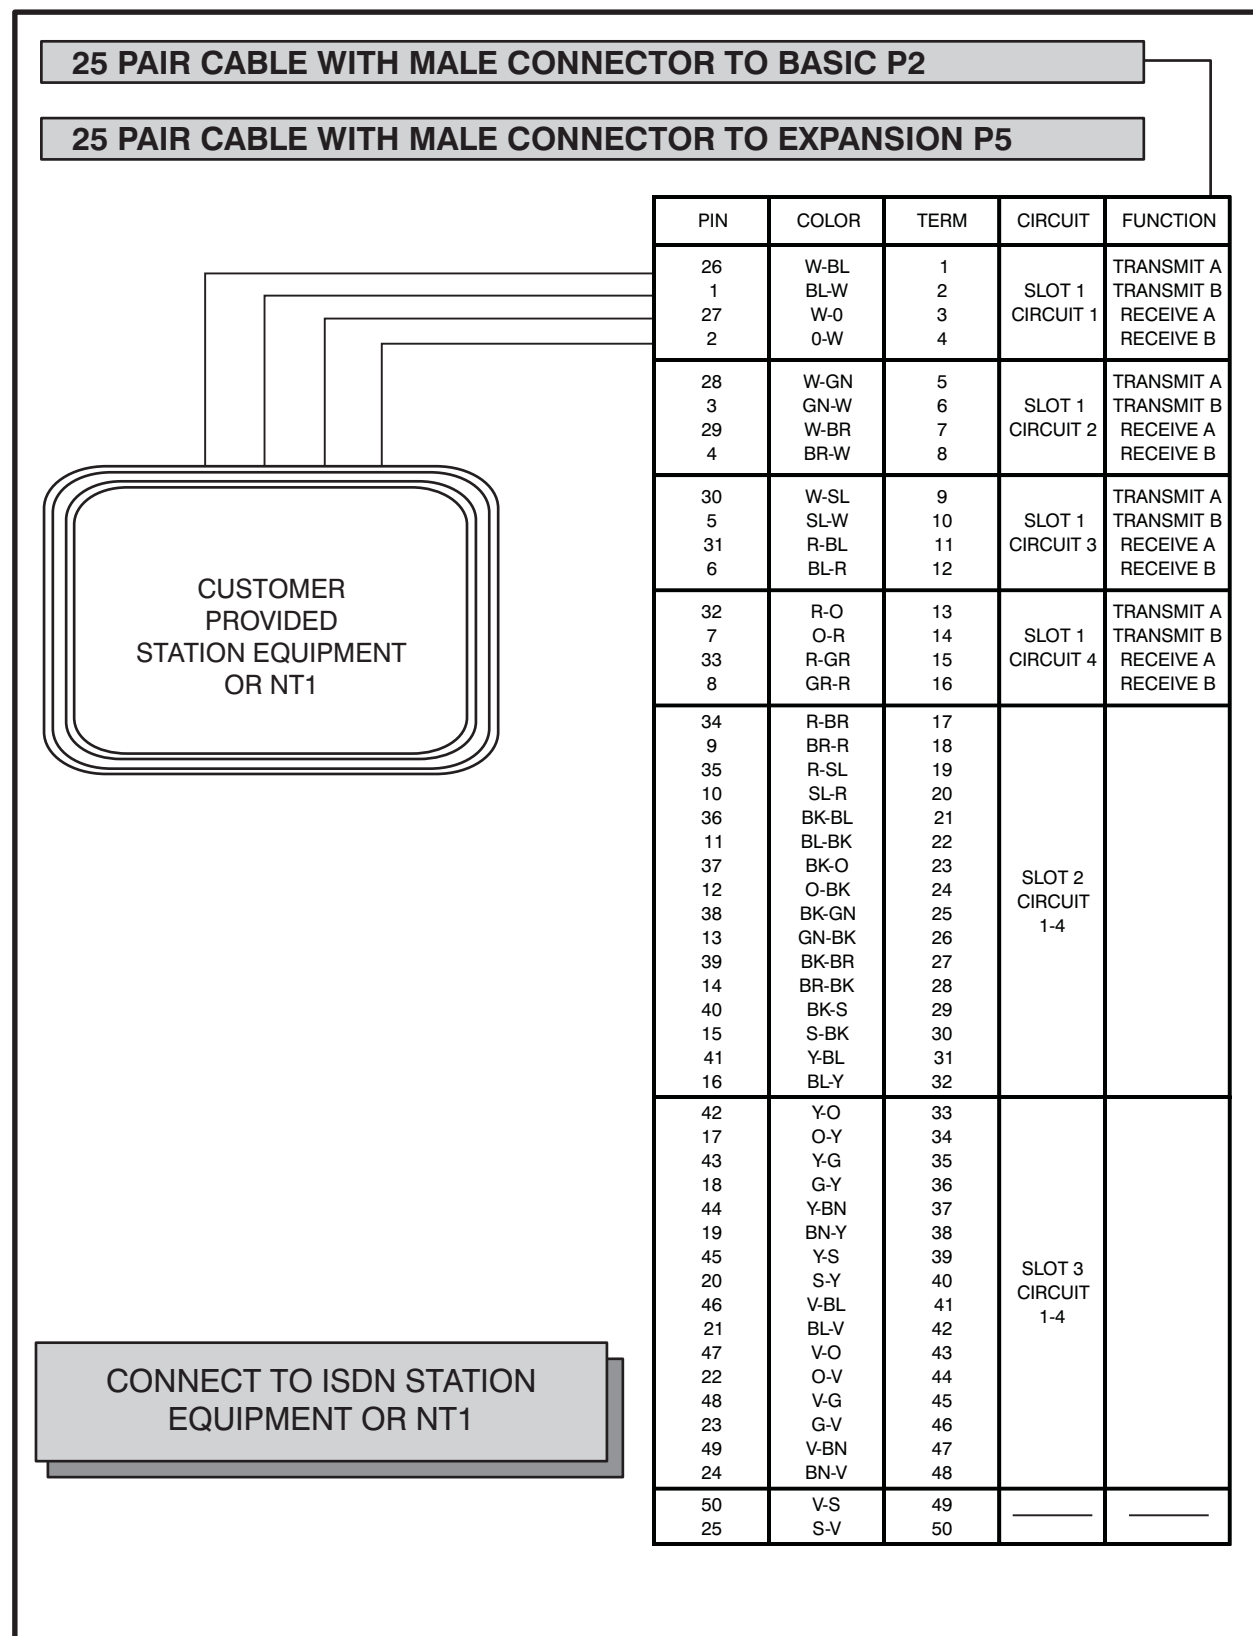 25 PAIR CABLE WITH MALE CONNECTOR TO BASIC P2
25 PAIR CABLE WITH MALE CONNECTOR TO EXPANSION P5
PIN COLOR TERM CIRCUIT FUNCTION
26 W-BL 1 TRANSMIT A
1 BL-W 2 SLOT 1 TRANSMIT B
27 W-0 3 CIRCUIT 1 RECEIVE A
2 0-W 4 RECEIVE B
28 W-GN 5 TRANSMIT A
3 GN-W 6 SLOT 1 TRANSMIT B
29 W-BR 7 CIRCUIT 2 RECEIVE A
4 BR-W 8 RECEIVE B
30 W-SL 9 TRANSMIT A
5 SL-W 10 SLOT 1 TRANSMIT B
31 R-BL 11 CIRCUIT 3 RECEIVE A
6 BL-R 12 RECEIVE B
32 R-O 13 TRANSMIT A
7 O-R 14 SLOT 1 TRANSMIT B
33 R-GR 15 CIRCUIT 4 RECEIVE A
8 GR-R 16 RECEIVE B
34 R-BR 17
9 BR-R 18
35 R-SL 19
10 SL-R 20
36 BK-BL 21
11 BL-BK 22
37 BK-O 23
12 O-BK 24
38 BK-GN 25
13 GN-BK 26
39 BK-BR 27
14 BR-BK 28
40 BK-S 29
15 S-BK 30
41 Y-BL 31
16 BL-Y 32
SLOT 2
CIRCUIT
1-4
42 Y-O 33
17 O-Y 34
43 Y-G 35
18 G-Y 36
44 Y-BN 37
19 BN-Y 38
45 Y-S 39
20 S-Y 40
46 V-BL 41
21 BL-V 42
47 V-O 43
22 O-V 44
48 V-G 45
23 G-V 46
49 V-BN 47
24 BN-V 48
SLOT 3
CIRCUIT
1-4
50 V-S 49
25 S-V 50
CUSTOMER
PROVIDED
STATION EQUIPMENT
OR NT1
CONNECT TO ISDN STATION
EQUIPMENT OR NT1